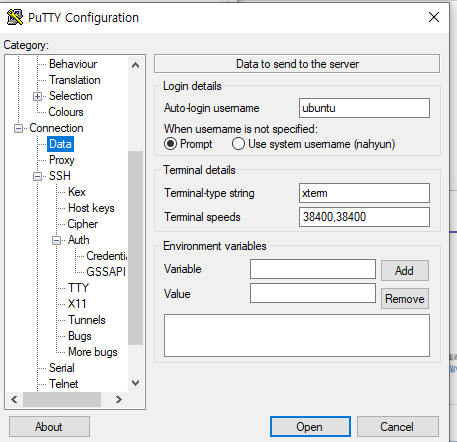 PuTTY Configuration
Category:
Behaviour
Translation
Selection
Colours
Connection
Data
Proxy
SSH
Kex
Host keys
Cipher
Auth
Credentia
GSSAPI
TTY
X11
Tunnels
Bugs
More bugs
Serial
Telnet
Data to send to the server
Login details
Auto-login username ubuntu
When username is not specified:
Prompt Use system username (nahyun)
Terminal details
Terminal-type string xterm
Terminal speeds 38400,38400
Environment variables
Variable Add
Value Remove
About Open Cancel